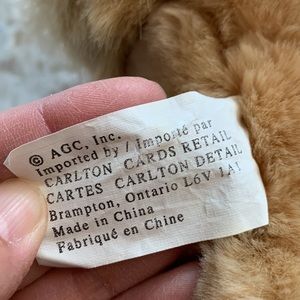 © AGC, Inc.
Imported by / Importé par
CARLTON CARDS RETAIL
CARTES CARLTON DETAIL
Brampton, Ontario L6V 1A1
Made in China
Fabriqué en Chine